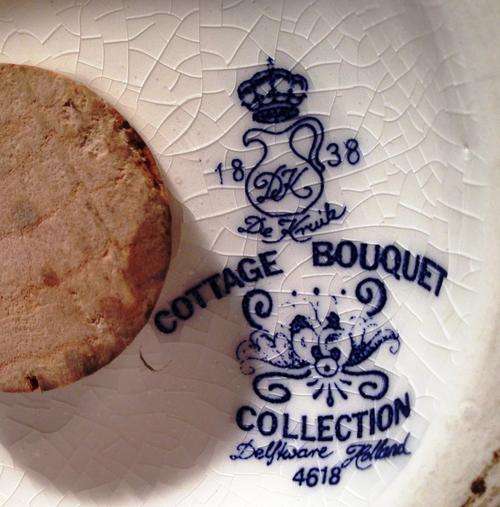 18 DK 38
De Kruik
COTTAGE BOUQUET
COLLECTION
Delftware Holland
4618